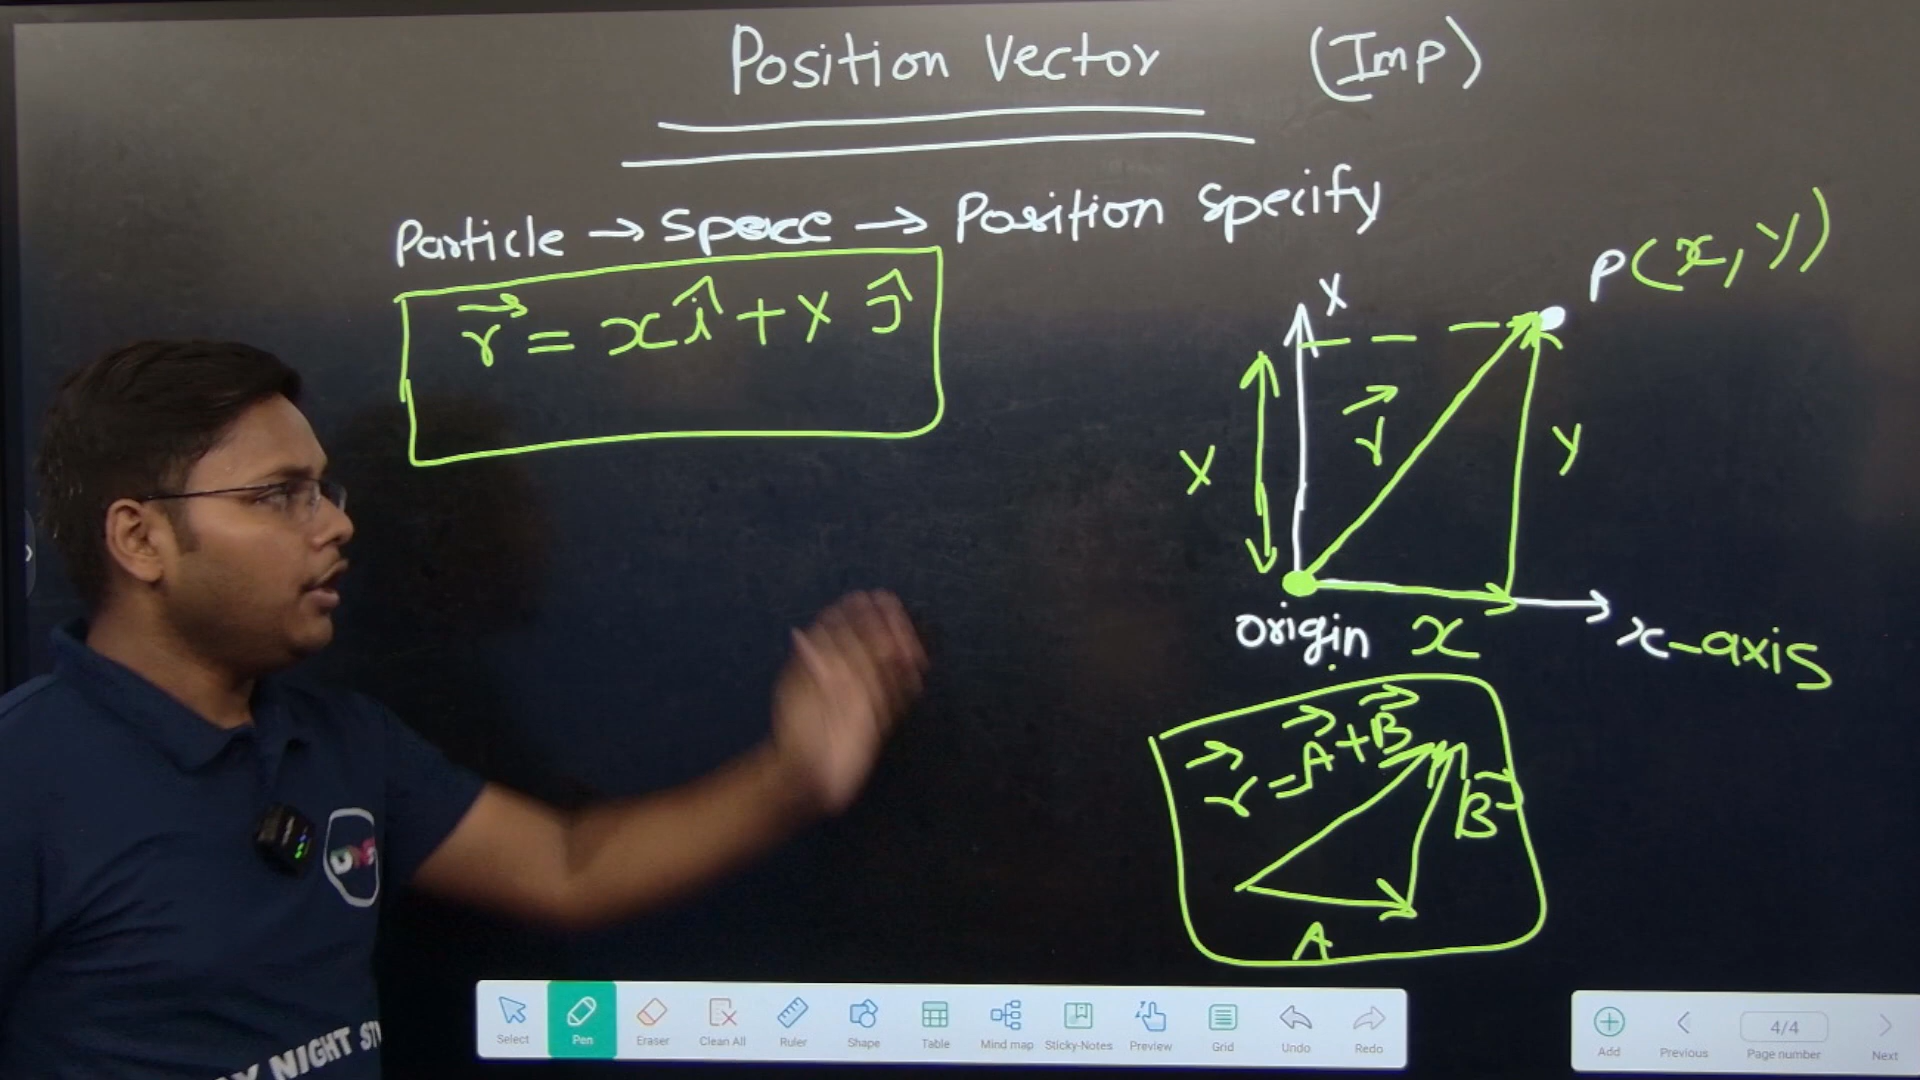 Position Vector (Imp)
Particle → Space → Position Specify
r⃗ = xî + y ĵ
P(x, y)
y
r⃗
y
y
origin
x
x-axis
r⃗ = A⃗ + B⃗
B⃗
A
NIGHT
Select
Pen
Eraser
Clean All
Ruler
Shape
Table
Mind map
Sticky-Notes
Preview
Grid
Undo
Redo
Add
Previous
4/4
Page number
Next